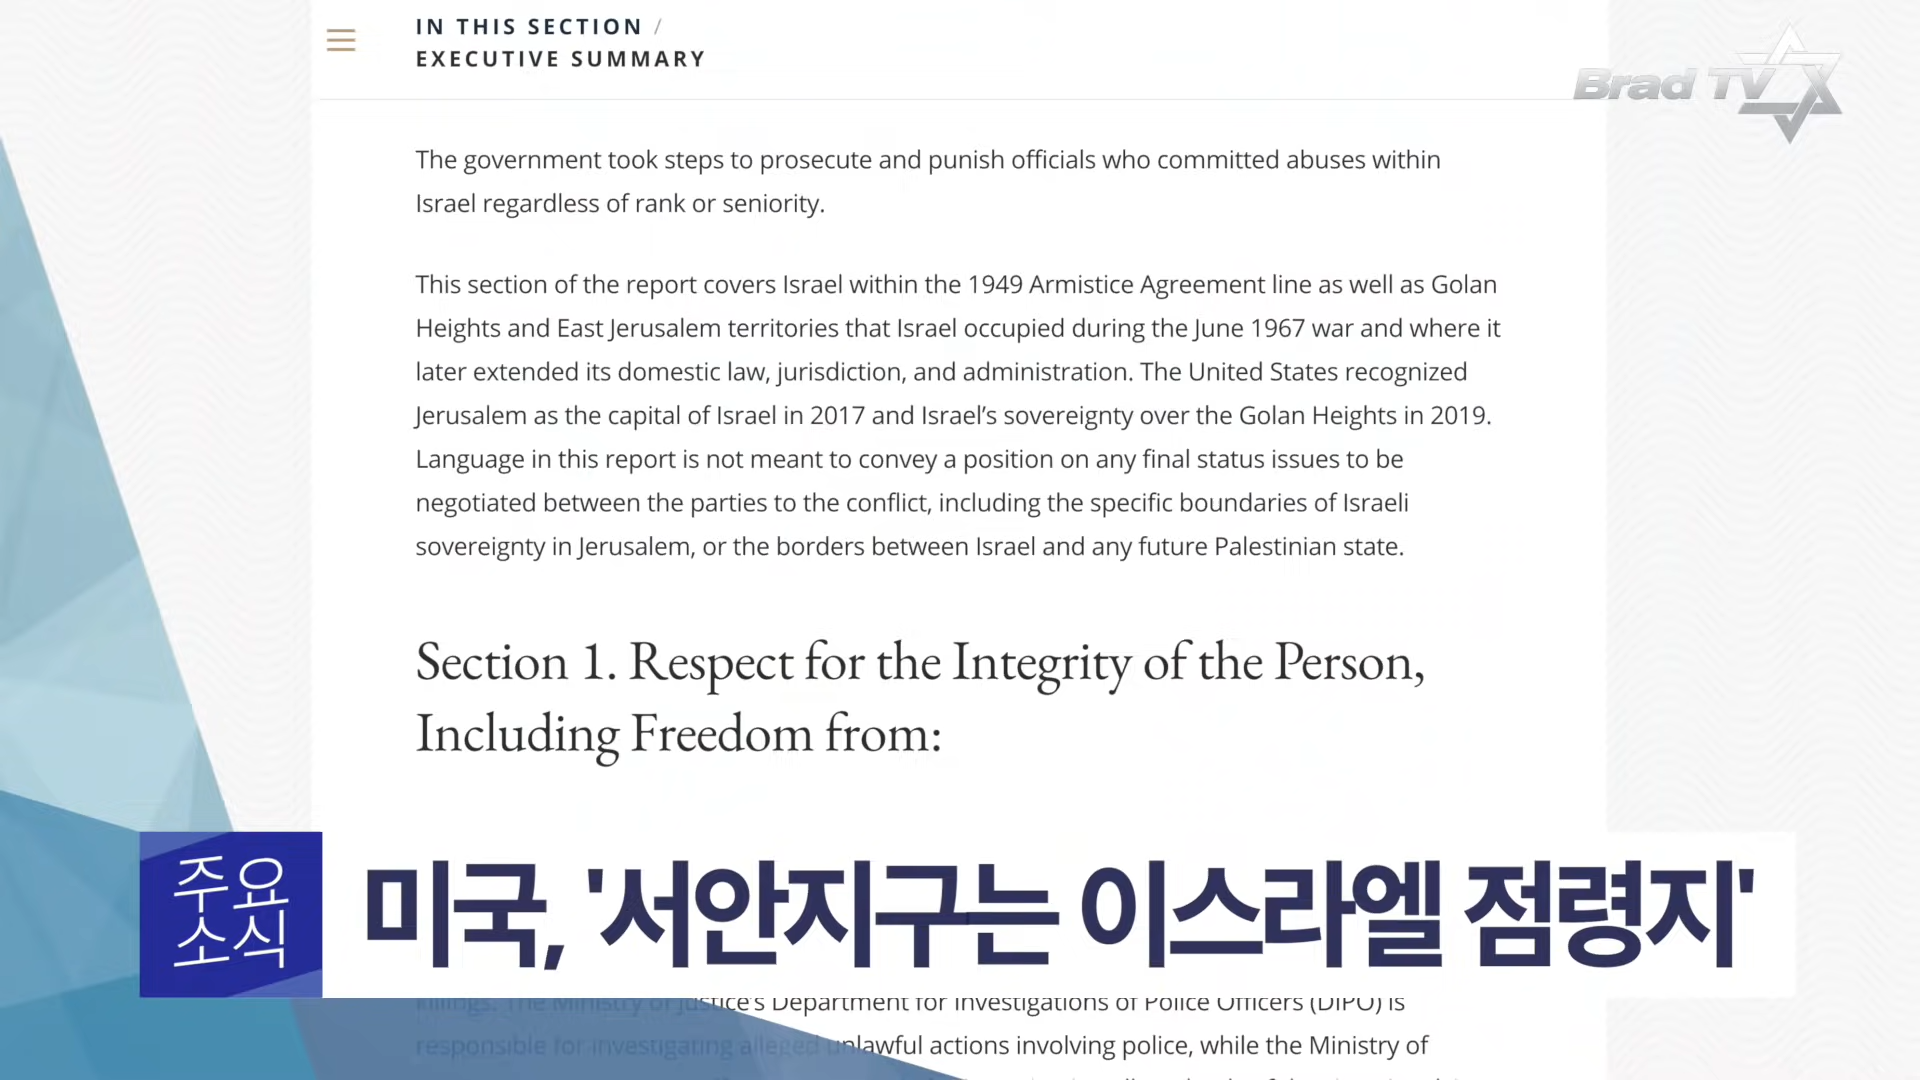 IN THIS SECTION /
EXECUTIVE SUMMARY
Brad TV
The government took steps to prosecute and punish officials who committed abuses within
Israel regardless of rank or seniority.
This section of the report covers Israel within the 1949 Armistice Agreement line as well as Golan
Heights and East Jerusalem territories that Israel occupied during the June 1967 war and where it
later extended its domestic law, jurisdiction, and administration. The United States recognized
Jerusalem as the capital of Israel in 2017 and Israel’s sovereignty over the Golan Heights in 2019.
Language in this report is not meant to convey a position on any final status issues to be
negotiated between the parties to the conflict, including the specific boundaries of Israeli
sovereignty in Jerusalem, or the borders between Israel and any future Palestinian state.
Section 1. Respect for the Integrity of the Person,
Including Freedom from:
주요
소식
미국, '서안지구는 이스라엘 점령지'
killings. The Ministry of Justice’s Department for Investigations of Police Officers (DIPO) is
responsible for investigating alleged unlawful actions involving police, while the Ministry of